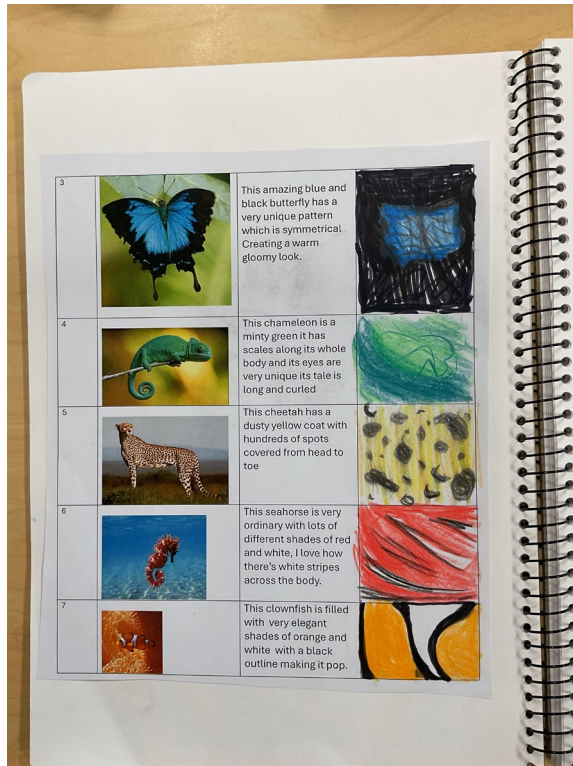 3
This amazing blue and
black butterfly has a
very unique pattern
which is symmetrical
Creating a warm
gloomy look.
4
This chameleon is a
minty green it has
scales along its whole
body and its eyes are
very unique its tale is
long and curled
5
This cheetah has a
dusty yellow coat with
hundreds of spots
covered from head to
toe
6
This seahorse is very
ordinary with lots of
different shades of red
and white, I love how
there's white stripes
across the body.
7
This clownfish is filled
with very elegant
shades of orange and
white with a black
outline making it pop.